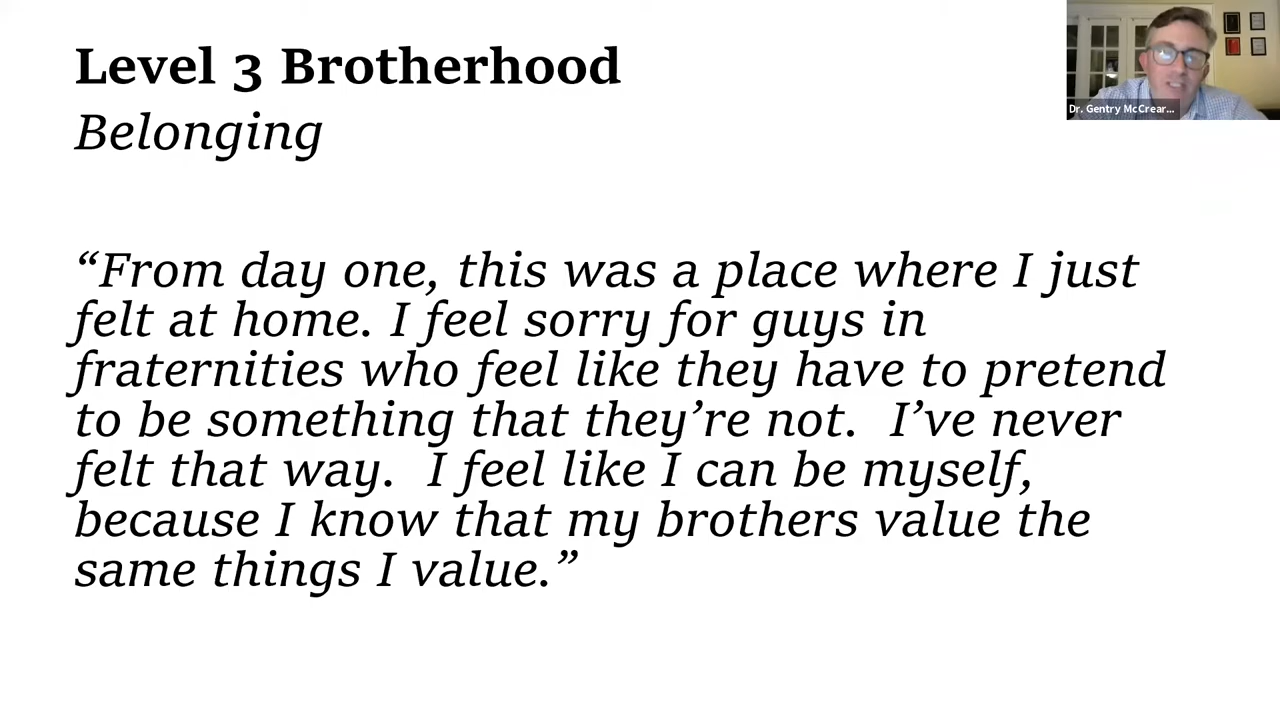 Level 3 Brotherhood
Belonging
Dr. Gentry McCrear...
“From day one, this was a place where I just
felt at home. I feel sorry for guys in
fraternities who feel like they have to pretend
to be something that they’re not.  I’ve never
felt that way.  I feel like I can be myself,
because I know that my brothers value the
same things I value.”